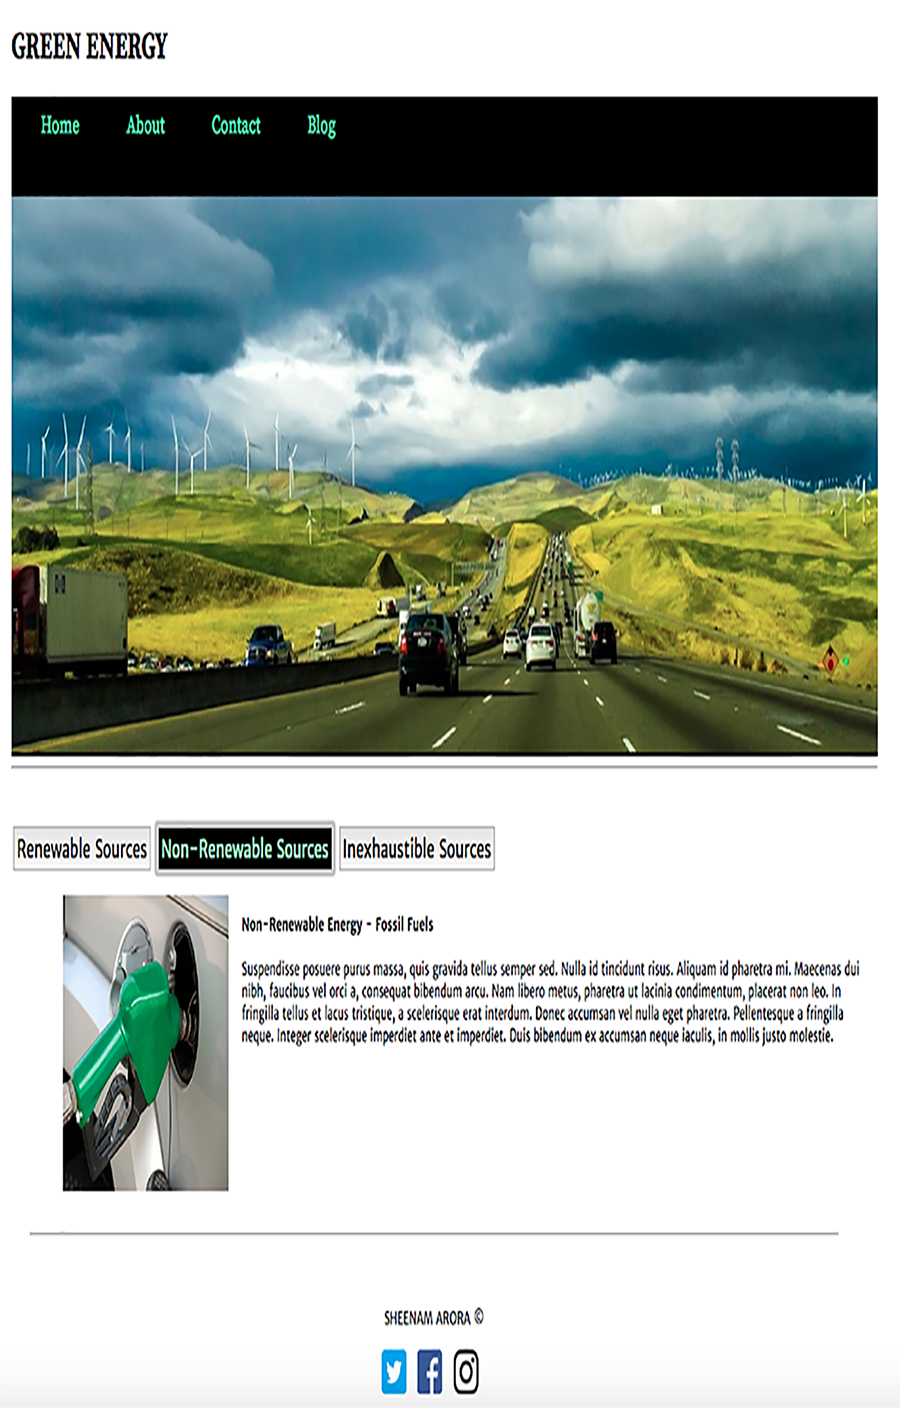 GREEN ENERGY
Home About Contact Blog
Renewable Sources Non-Renewable Sources Inexhaustible Sources
Non-Renewable Energy - Fossil Fuels
Suspendisse posuere purus massa, quis gravida tellus semper sed. Nulla id tincidunt risus. Aliquam id pharetra mi. Maecenas dui
nibh, faucibus vel orci a, consequat bibendum arcu. Nam libero metus, pharetra ut lacinia condimentum, placerat non leo. In
fringilla tellus et lacus tristique, a scelerisque erat interdum. Donec accumsan vel nulla eget pharetra. Pellentesque a fringilla
neque. Integer scelerisque imperdiet ante et imperdiet. Duis bibendum ex accumsan neque iaculis, in mollis justo molestie.
SHEENAM ARORA ©